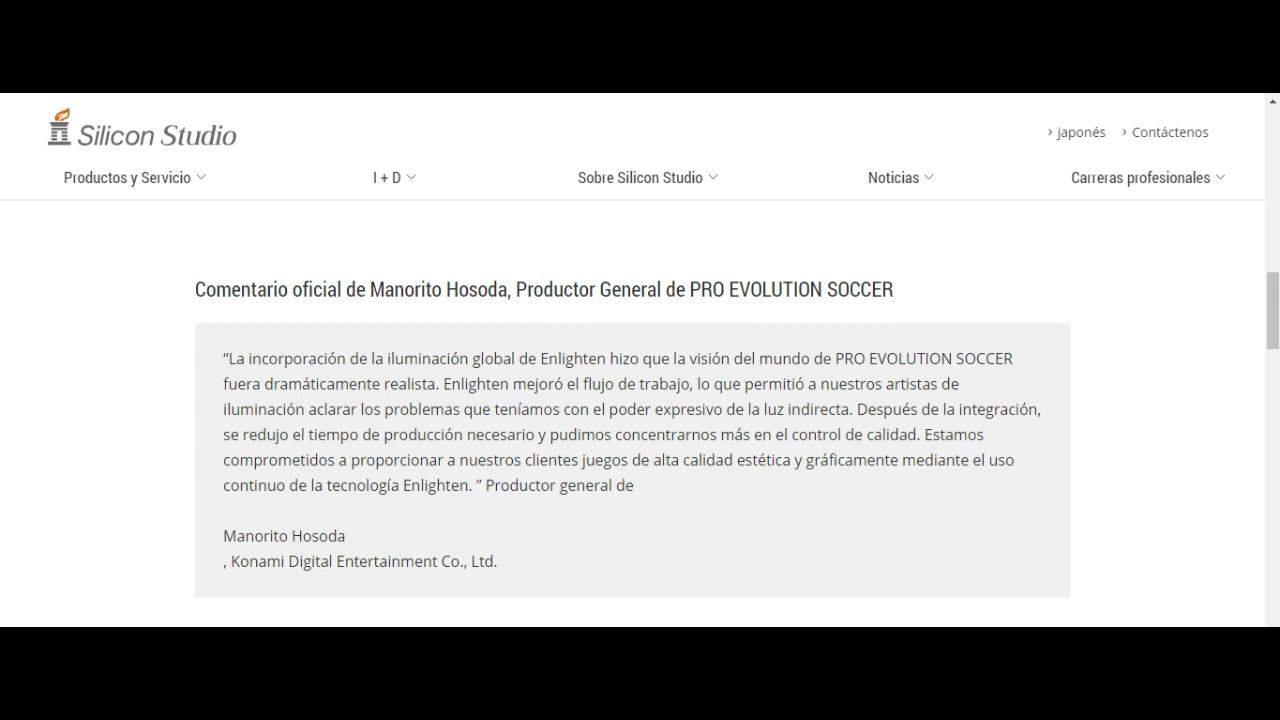 Silicon Studio
japonés
Contáctenos
Productos y Servicio
I + D
Sobre Silicon Studio
Noticias
Carreras profesionales
Comentario oficial de Manorito Hosoda, Productor General de PRO EVOLUTION SOCCER
“La incorporación de la iluminación global de Enlighten hizo que la visión del mundo de PRO EVOLUTION SOCCER
fuera dramáticamente realista. Enlighten mejoró el flujo de trabajo, lo que permitió a nuestros artistas de
iluminación aclarar los problemas que teníamos con el poder expresivo de la luz indirecta. Después de la integración,
se redujo el tiempo de producción necesario y pudimos concentrarnos más en el control de calidad. Estamos
comprometidos a proporcionar a nuestros clientes juegos de alta calidad estética y gráficamente mediante el uso
continuo de la tecnología Enlighten. ” Productor general de
Manorito Hosoda
, Konami Digital Entertainment Co., Ltd.